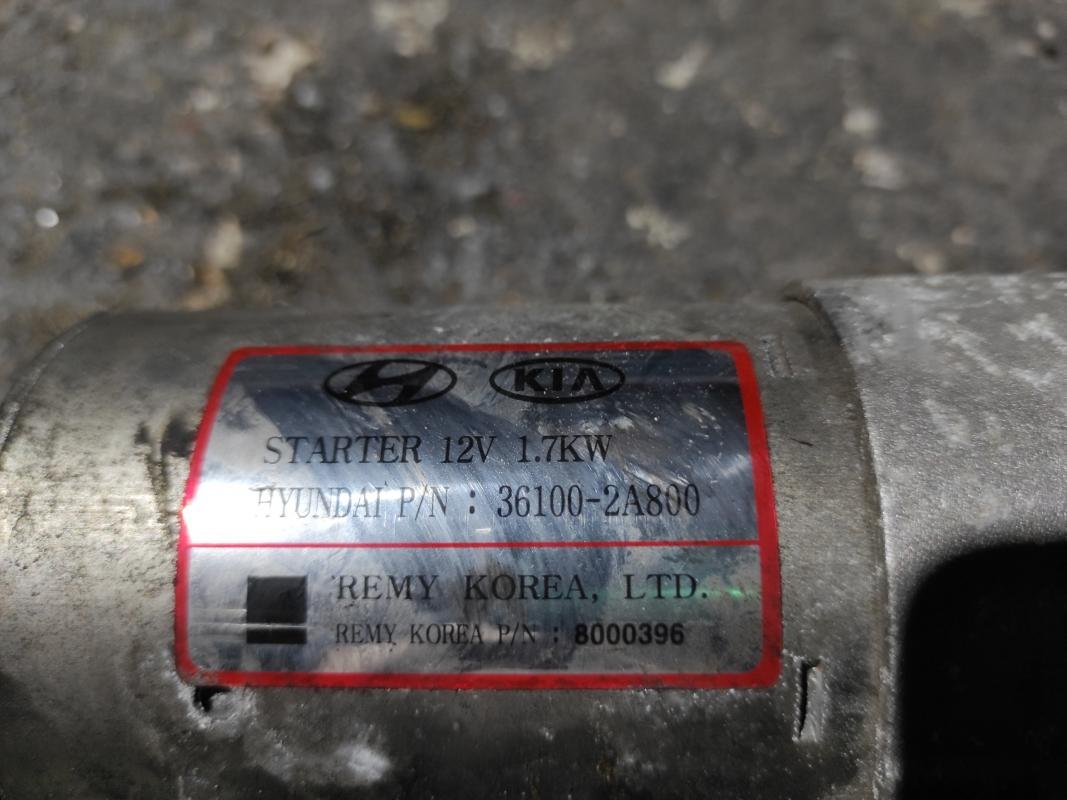 KIA
STARTER 12V 1.7KW
HYUNDAI P/N : 36100-2A800
REMY KOREA, LTD.
REMY KOREA P/N : 8000396